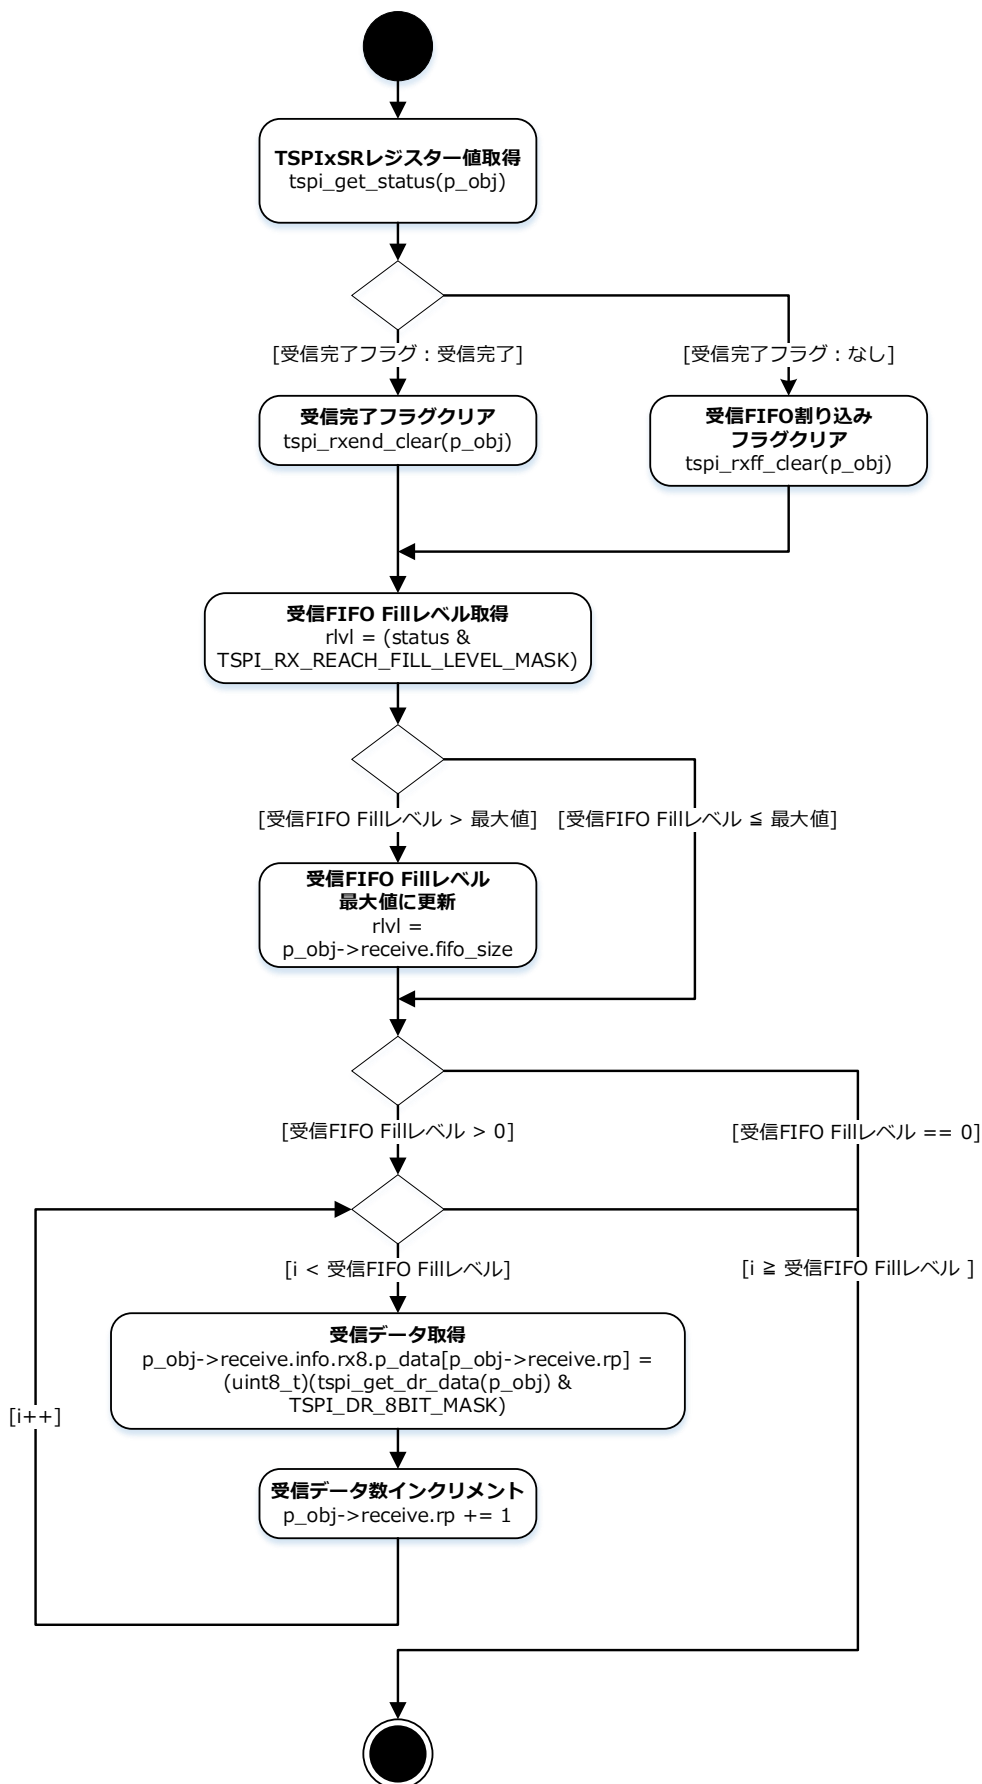 TSPIxSRレジスター値取得
tspi_get_status(p_obj)
[受信完了フラグ : 受信完了]
[受信完了フラグ : なし]
受信完了フラグクリア
tspi_rxend_clear(p_obj)
受信FIFO割り込み
フラグクリア
tspi_rxff_clear(p_obj)
受信FIFO Fillレベル取得
rlvl = (status &
TSPI_RX_REACH_FILL_LEVEL_MASK)
[受信FIFO Fillレベル > 最大値]
[受信FIFO Fillレベル ≦ 最大値]
受信FIFO Fillレベル
最大値に更新
rlvl =
p_obj->receive.fifo_size
[受信FIFO Fillレベル > 0]
[受信FIFO Fillレベル == 0]
[i < 受信FIFO Fillレベル]
[i ≧ 受信FIFO Fillレベル ]
受信データ取得
p_obj->receive.info.rx8.p_data[p_obj->receive.rp] =
(uint8_t)(tspi_get_dr_data(p_obj) &
TSPI_DR_8BIT_MASK)
[i++]
受信データ数インクリメント
p_obj->receive.rp += 1